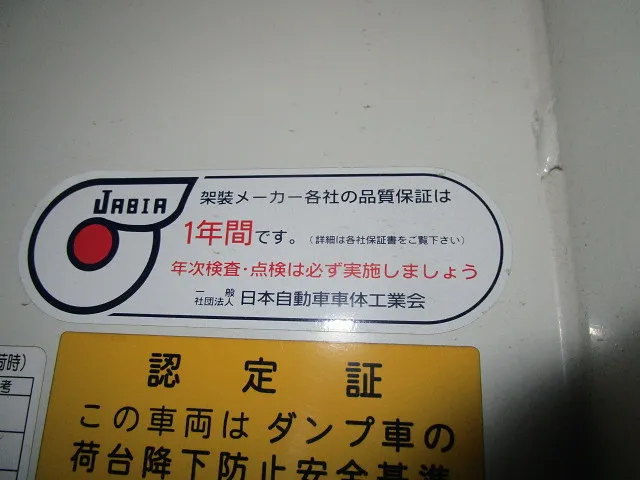 JABIA
架装メーカー各社の品質保証は
1年間です。(詳細は各社保証書をご覧下さい)
年次検査・点検は必ず実施しましょう
一般社団法人 日本自動車車体工業会
認定証
この車両はダンプ車の
荷台降下防止安全基準
荷時)
考